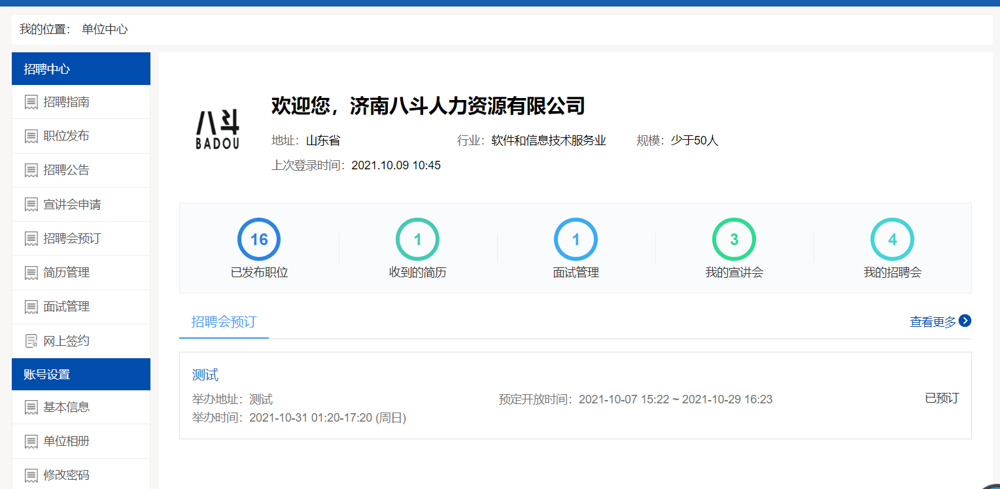 我的位置： 单位中心
招聘中心
招聘指南
职位发布
招聘公告
宣讲会申请
招聘会预订
简历管理
面试管理
网上签约
账号设置
基本信息
单位相册
修改密码
八斗
BADOU
欢迎您，济南八斗人力资源有限公司
地址：山东省 行业：软件和信息技术服务业 规模：少于50人
上次登录时间：2021.10.09 10:45
16 1 1 3 4
已发布职位 收到的简历 面试管理 我的宣讲会 我的招聘会
招聘会预订 查看更多
测试
举办地址：测试 预定开放时间：2021-10-07 15:22 ~ 2021-10-29 16:23 已预订
举办时间：2021-10-31 01:20-17:20 (周日)